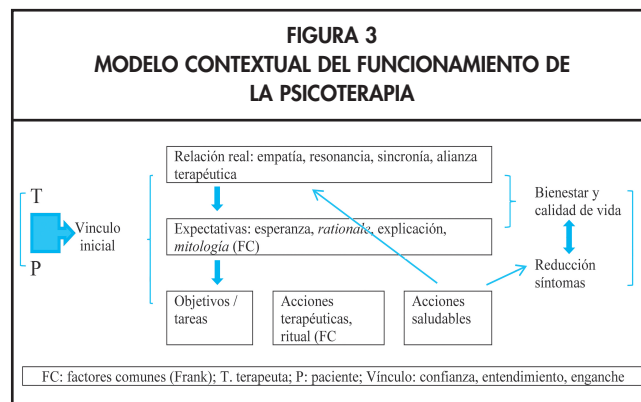 FIGURA 3
MODELO CONTEXTUAL DEL FUNCIONAMIENTO DE
LA PSICOTERAPIA
Relación real: empatía, resonancia, sincronía, alianza
terapéutica
T
P
Vinculo
inicial
Expectativas: esperanza, rationale, explicación,
mitología (FC)
Objetivos /
tareas
Acciones
terapéuticas,
ritual (FC
Acciones
saludables
Bienestar y
calidad de vida
Reducción
síntomas
FC: factores comunes (Frank); T. terapeuta; P: paciente; Vínculo: confianza, entendimiento, enganche